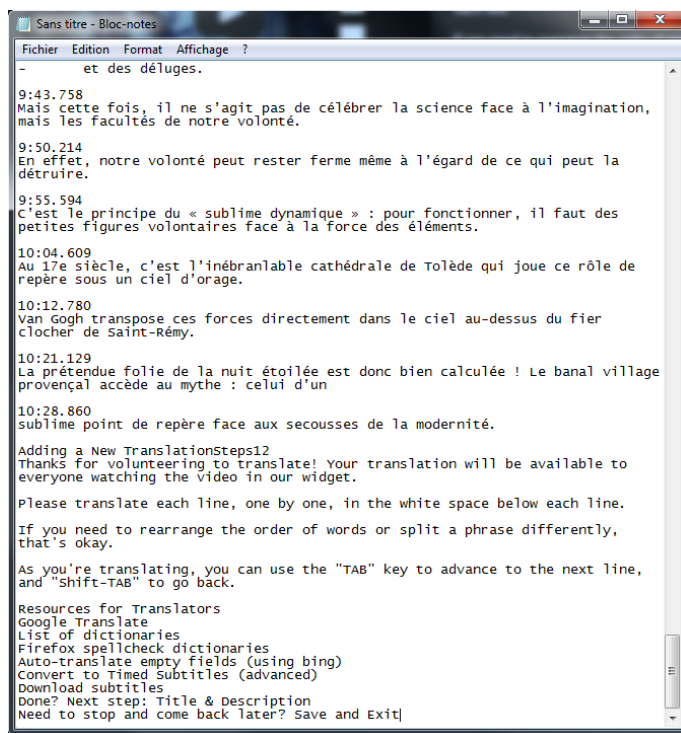 Sans titre - Bloc-notes
Fichier Edition Format Affichage ?
- et des déluges.
9:43.758
Mais cette fois, il ne s'agit pas de célébrer la science face à l'imagination,
mais les facultés de notre volonté.
9:50.214
En effet, notre volonté peut rester ferme même à l'égard de ce qui peut la
détruire.
9:55.594
C'est le principe du « sublime dynamique » : pour fonctionner, il faut des
petites figures volontaires face à la force des éléments.
10:04.609
Au 17e siècle, c'est l'inébranlable cathédrale de Tolède qui joue ce rôle de
repère sous un ciel d'orage.
10:12.780
Van Gogh transpose ces forces directement dans le ciel au-dessus du fier
clocher de Saint-Rémy.
10:21.129
La prétendue folie de la nuit étoilée est donc bien calculée ! Le banal village
provençal accède au mythe : celui d'un
10:28.860
sublime point de repère face aux secousses de la modernité.
Adding a New TranslationSteps12
Thanks for volunteering to translate! Your translation will be available to
everyone watching the video in our widget.
Please translate each line, one by one, in the white space below each line.
If you need to rearrange the order of words or split a phrase differently,
that's okay.
As you're translating, you can use the "TAB" key to advance to the next line,
and "Shift-TAB" to go back.
Resources for Translators
Google Translate
List of dictionaries
Firefox spellcheck dictionaries
Auto-translate empty fields (using bing)
Convert to Timed Subtitles (advanced)
Download subtitles
Done? Next step: Title & Description
Need to stop and come back later? Save and Exit